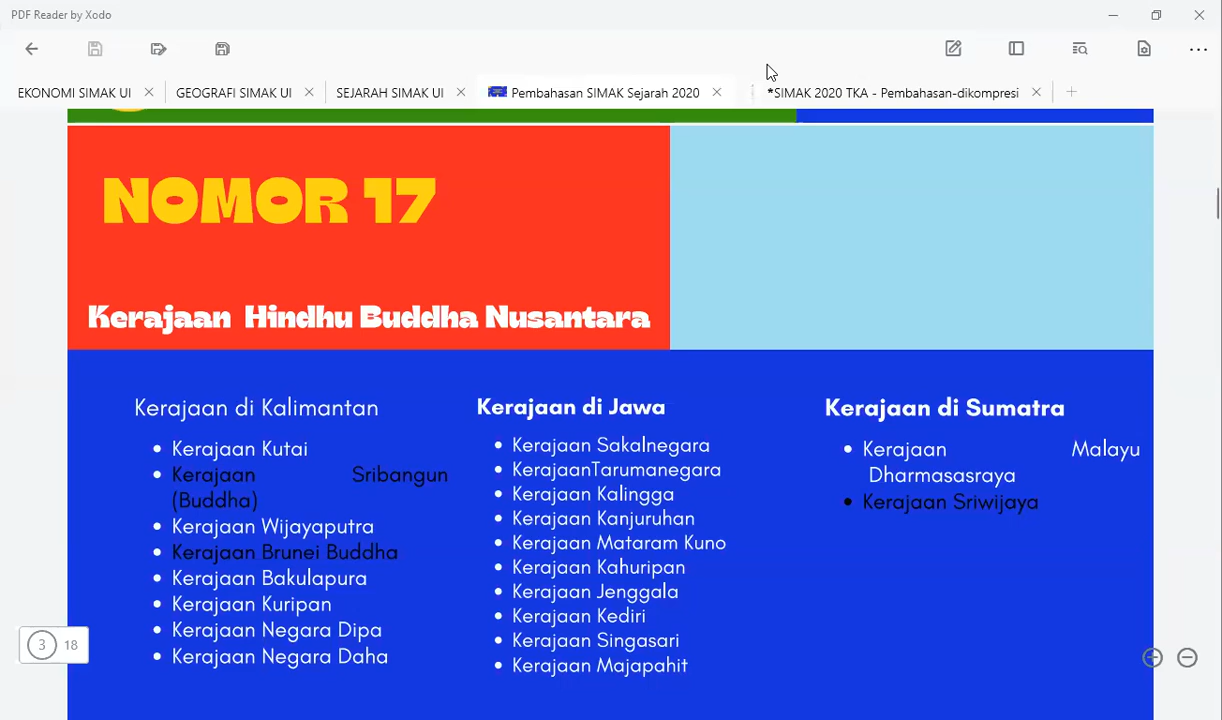 PDF Reader by Xodo
EKONOMI SIMAK UI
GEOGRAFI SIMAK UI
SEJARAH SIMAK UI
Pembahasan SIMAK Sejarah 2020
*SIMAK 2020 TKA - Pembahasan-dikompresi
NOMOR 17
Kerajaan Hindhu Buddha Nusantara
Kerajaan di Kalimantan
Kerajaan Kutai
Kerajaan Sribangun
(Buddha)
Kerajaan Wijayaputra
Kerajaan Brunei Buddha
Kerajaan Bakulapura
Kerajaan Kuripan
Kerajaan Negara Dipa
Kerajaan Negara Daha
Kerajaan di Jawa
Kerajaan Sakalnegara
KerajaanTarumanegara
Kerajaan Kalingga
Kerajaan Kanjuruhan
Kerajaan Mataram Kuno
Kerajaan Kahuripan
Kerajaan Jenggala
Kerajaan Kediri
Kerajaan Singasari
Kerajaan Majapahit
Kerajaan di Sumatra
Kerajaan Malayu
Dharmasasraya
Kerajaan Sriwijaya
3 18